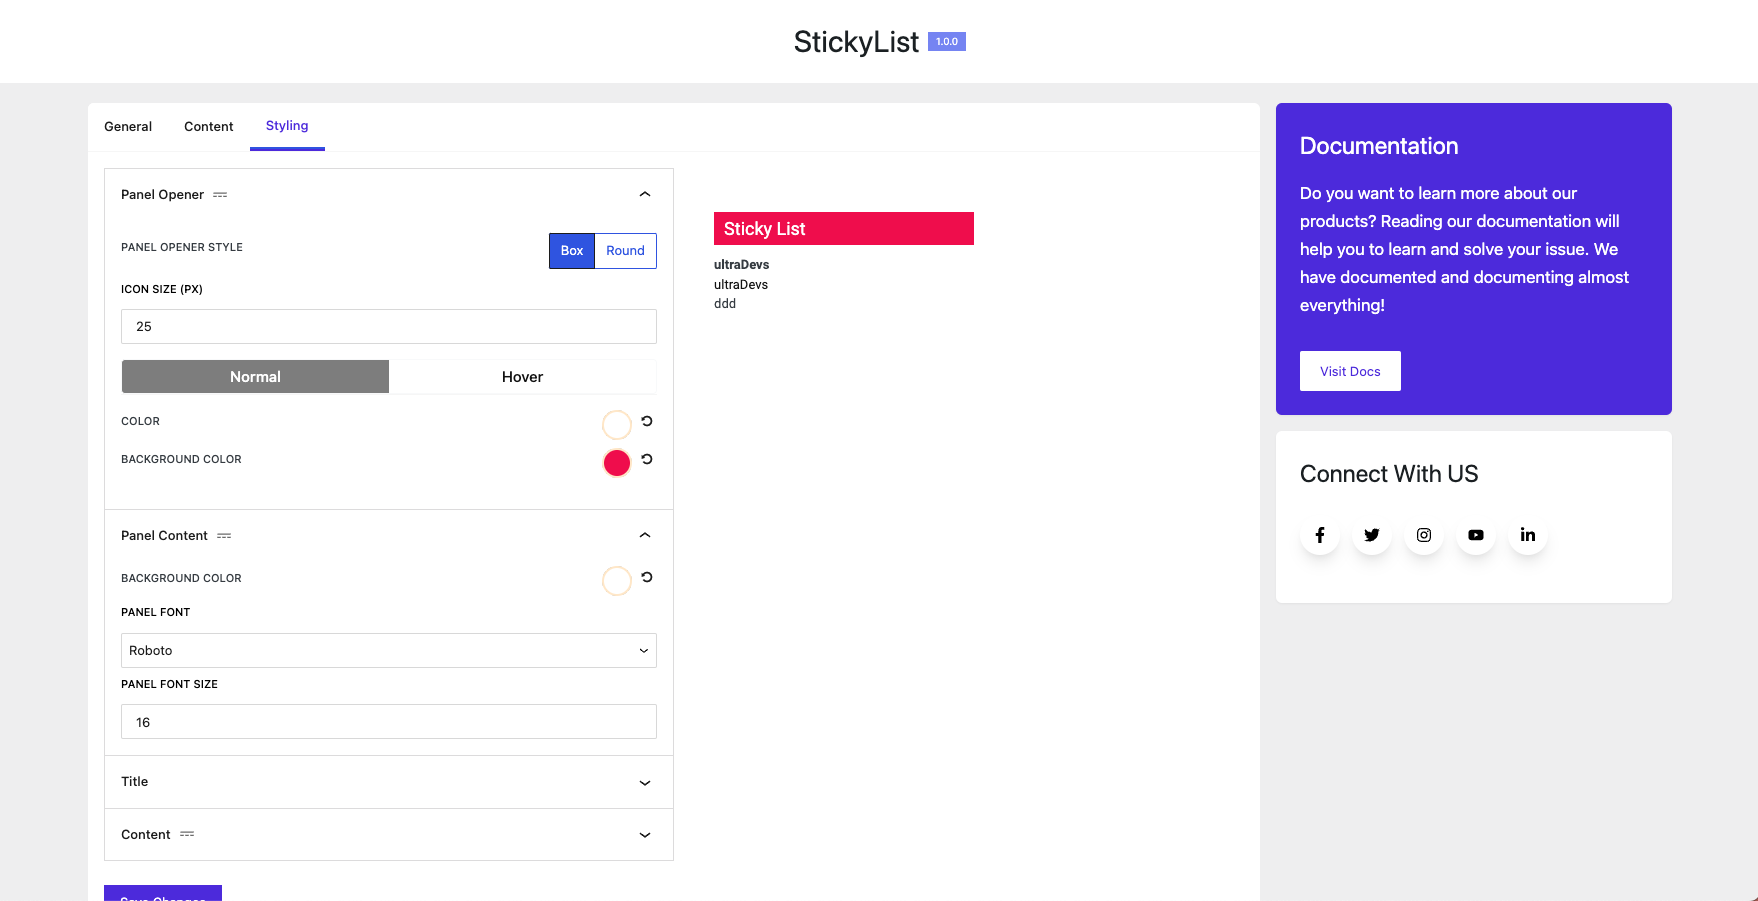 StickyList 1.0.0
General Content Styling
Panel Opener
PANEL OPENER STYLE
Box Round
ICON SIZE (PX)
25
Normal Hover
COLOR
BACKGROUND COLOR
Panel Content
BACKGROUND COLOR
PANEL FONT
Roboto
PANEL FONT SIZE
16
Title
Content
Save Changes
Sticky List
ultraDevs
ultraDevs
ddd
Documentation
Do you want to learn more about our
products? Reading our documentation will
help you to learn and solve your issue. We
have documented and documenting almost
everything!
Visit Docs
Connect With US